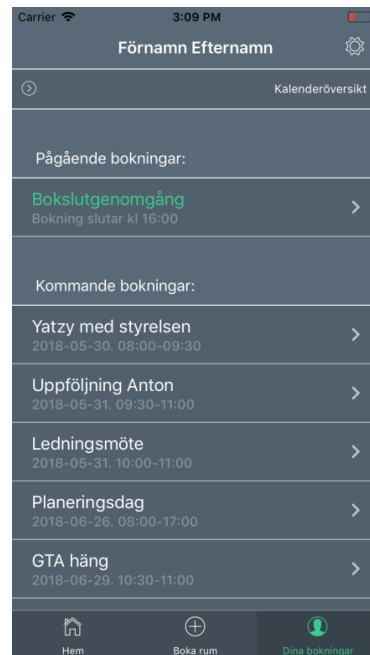 Carrier 3:09 PM
Förnamn Efternamn
Kalenderöversikt
Pågående bokningar:
Bokslutgenomgång
Bokning slutar kl 16:00
Kommande bokningar:
Yatzy med styrelsen
2018-05-30. 08:00-09:30
Uppföljning Anton
2018-05-31. 09:30-11:00
Ledningsmöte
2018-05-31. 10:00-11:00
Planeringsdag
2018-06-26. 08:00-17:00
GTA häng
2018-06-29. 10:30-11:00
Hem Boka rum Dina bokningar